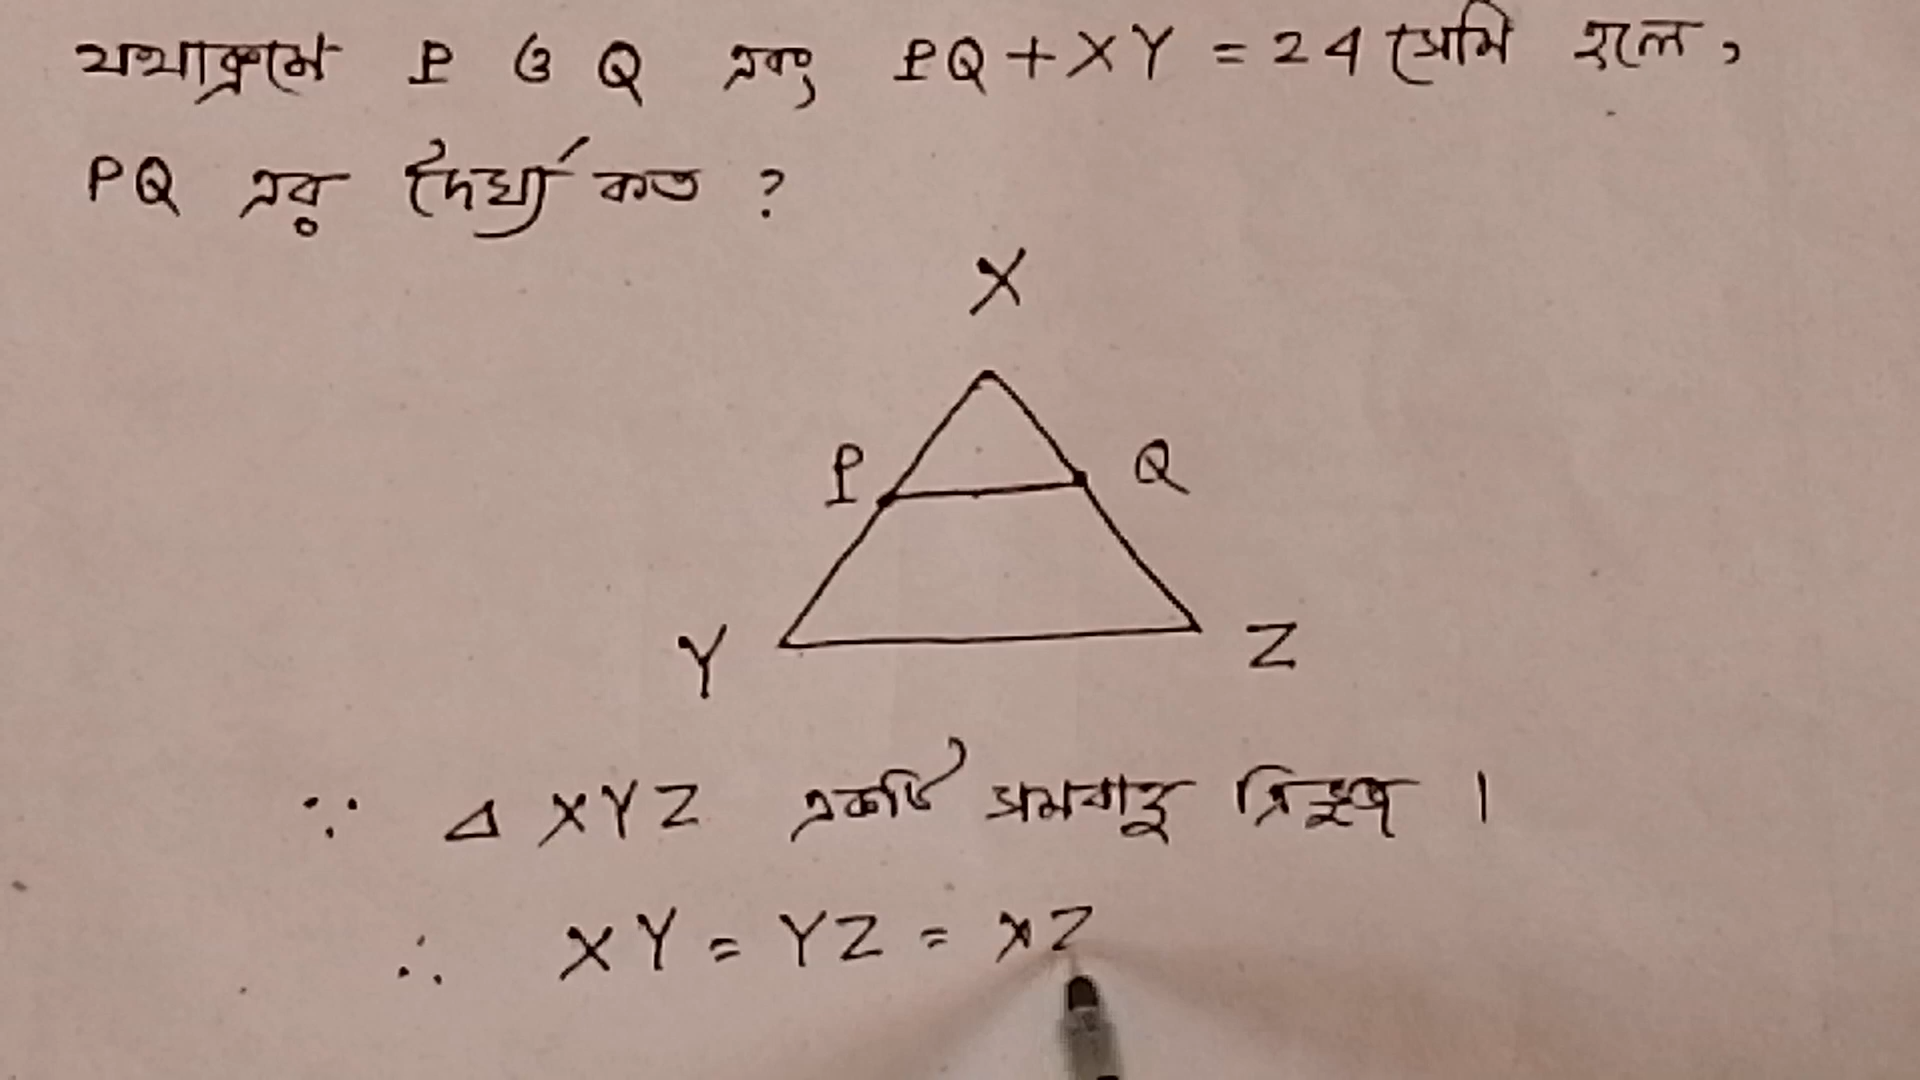 যথাক্রমে P ও Q এবং PQ + XY = 24 সেমি হলে,
PQ এর দৈর্ঘ্য কত ?
X
P Q
Y Z
∵ △ XYZ একটি সমবাহু ত্রিভুজ ।
∴ XY = YZ = XZ